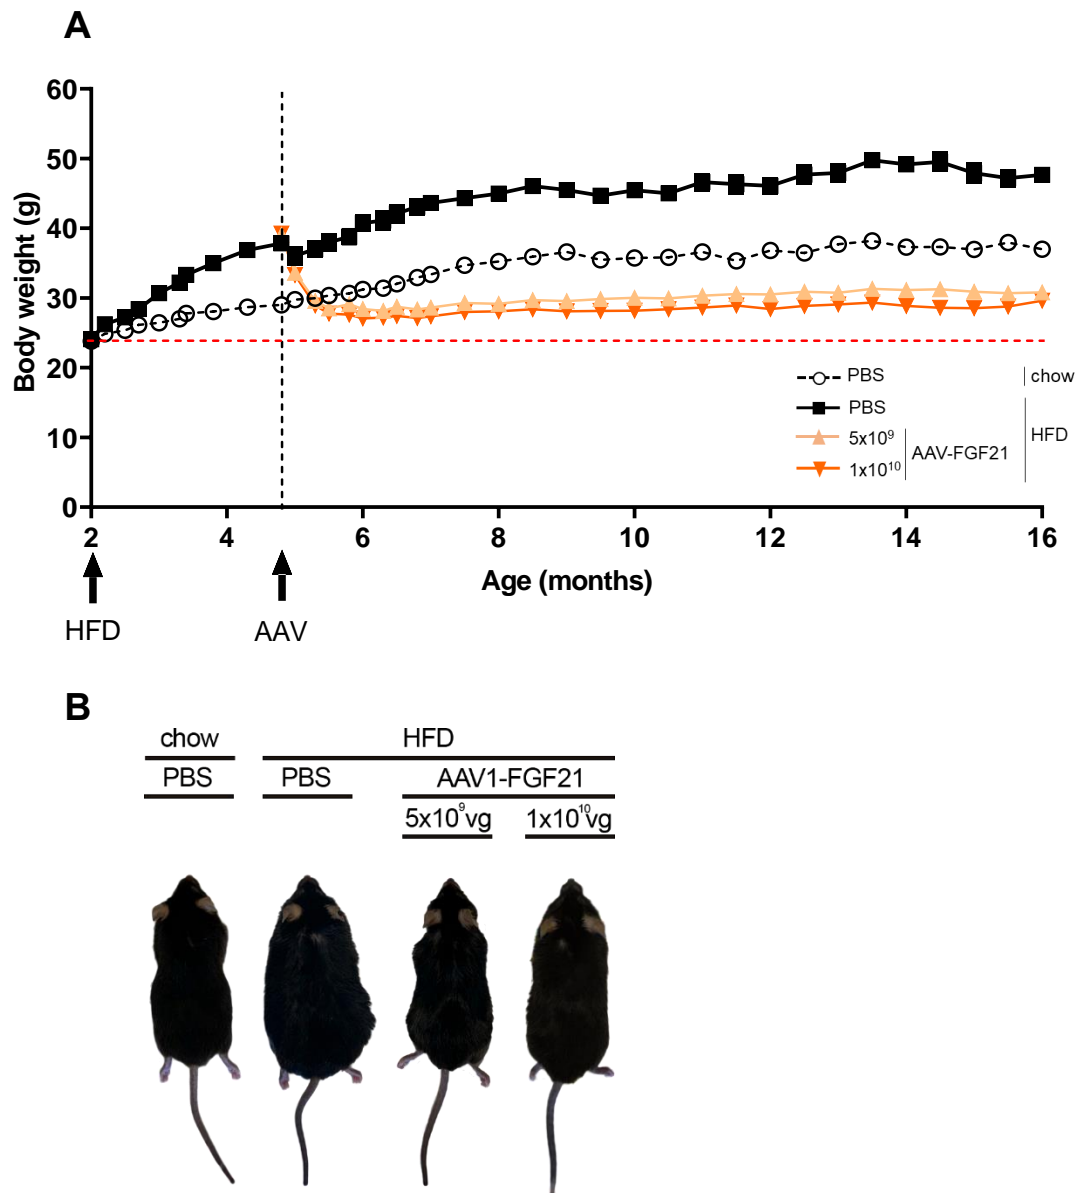 A
60
50
40
30
20
10
0
Body weight (g)
2 4 6 8 10 12 14 16
Age (months)
HFD AAV
PBS chow
PBS
5x10⁹
1x10¹⁰
AAV-FGF21
HFD
B
chow HFD
PBS PBS AAV1-FGF21
5x10⁹vg 1x10¹⁰vg